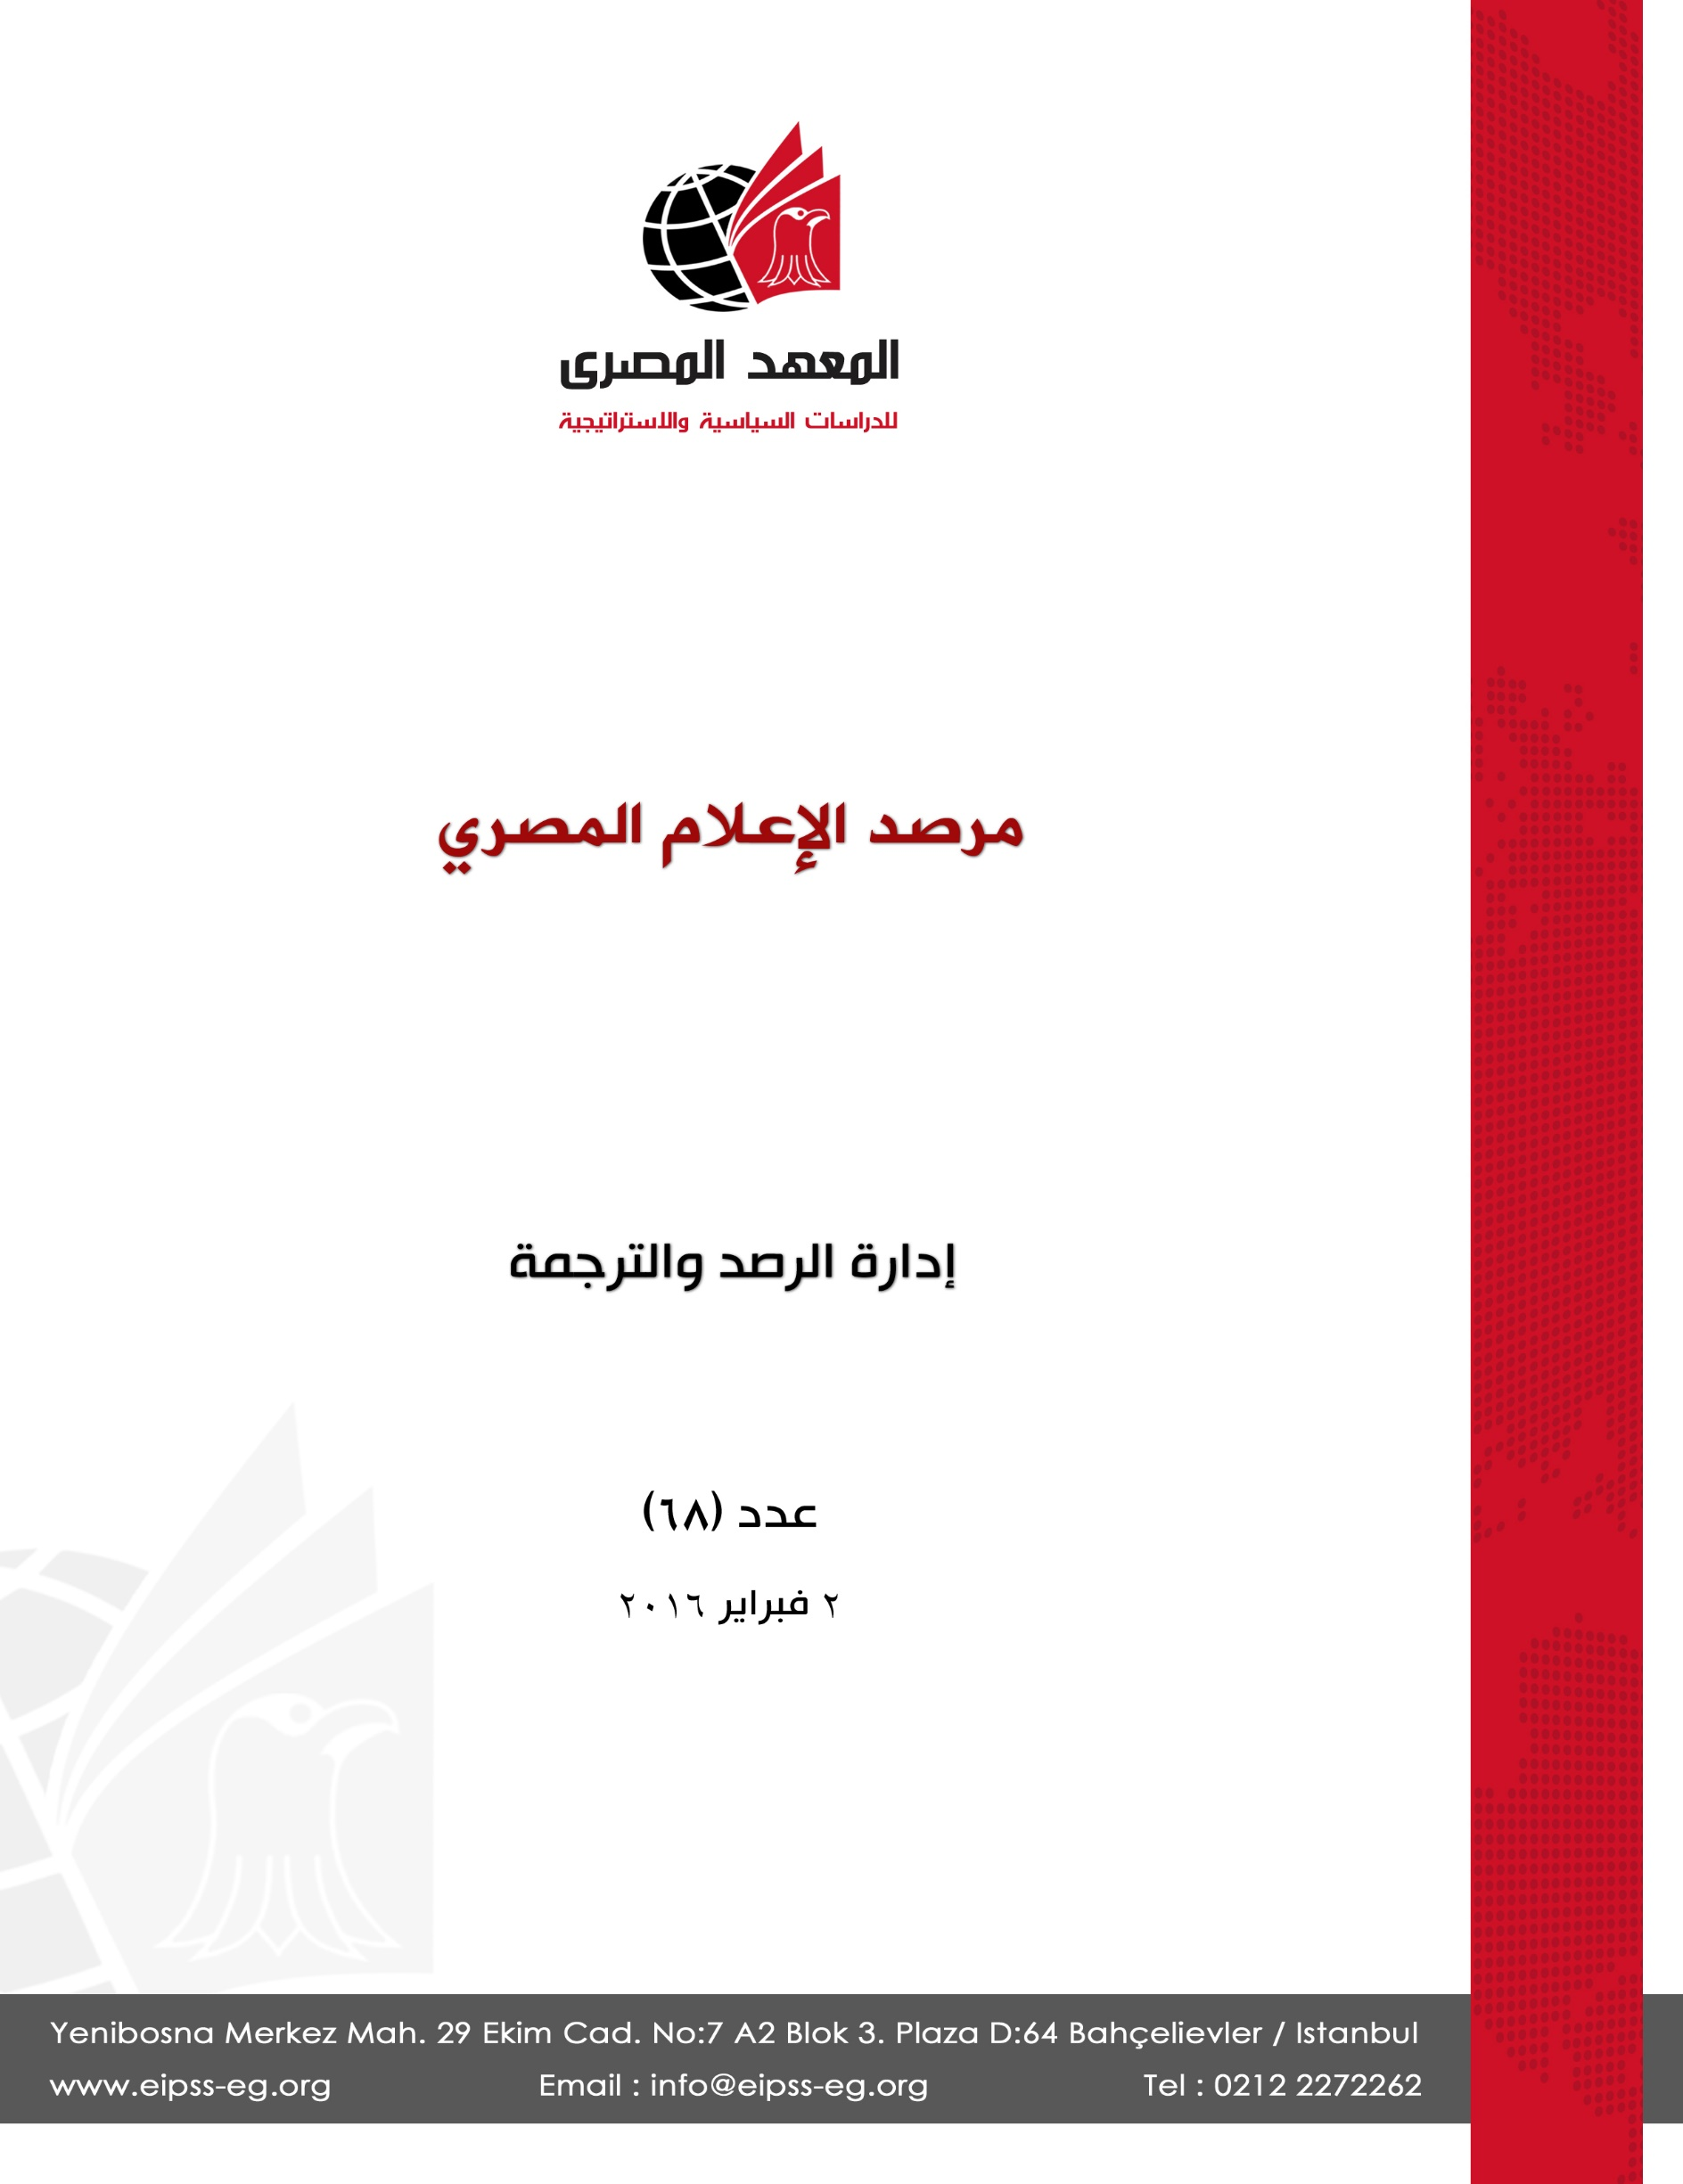 المعهد المصرى
للدراسات السياسية والاستراتيجية
مرصد الإعلام المصري
إدارة الرصد والترجمة
عدد (٦٨)
٢ فبراير ٢٠١٦
Yenibosna Merkez Mah. 29 Ekim Cad. No:7 A2 Blok 3. Plaza D:64 Bahçelievler / Istanbul
www.eipss-eg.org Email : info@eipss-eg.org Tel : 0212 2272262